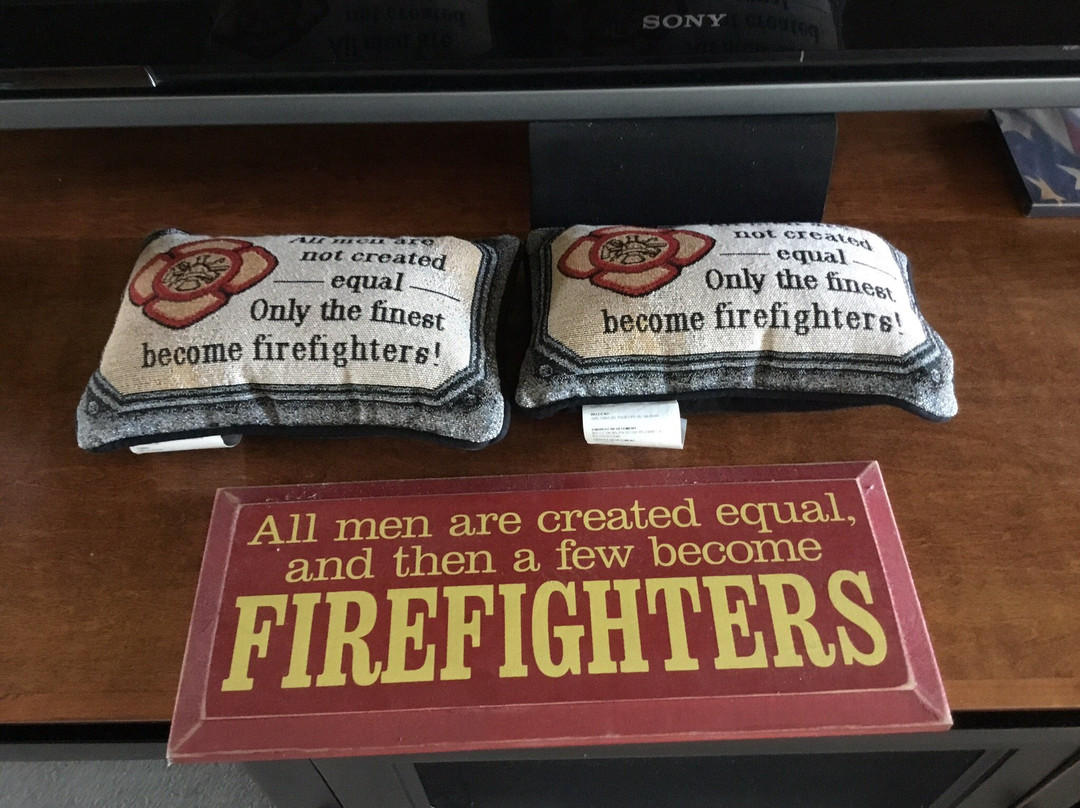 SONY
All men are
not created
equal
Only the finest
become firefighters!
not created
equal
Only the finest
become firefighters!
All men are created equal,
and then a few become
FIREFIGHTERS